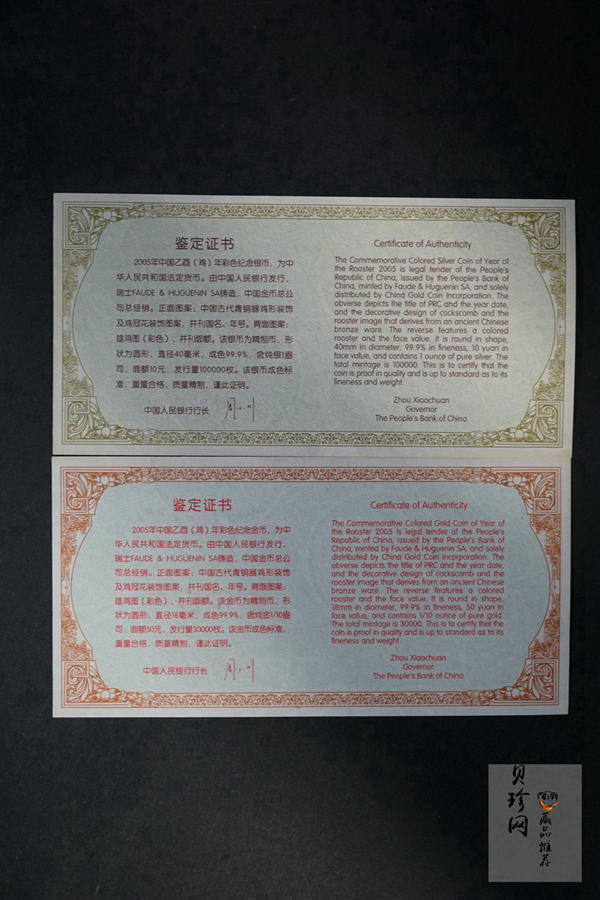 鉴定证书
2005年中国乙酉（鸡）年彩色纪念银币，为中
华人民共和国法定货币。由中国人民银行发行，
瑞士FAUDE & HUGUENIN SA铸造，中国金币总公
司总经销。正面图案：中国古代青铜器鸡形装饰
及鸡冠花装饰图案，并刊国名、年号。背面图案：
雄鸡图（彩色），并刊面额。该银币为精制币，形
状为圆形，直径40毫米，成色99.9%，含纯银1盎
司，面额10元，发行量100000枚。该银币成色标
准，重量合格，质量精制，谨此证明。
中国人民银行行长
Certificate of Authenticity
The Commemorative Colored Silver Coin of Year of
the Rooster 2005 is legal tender of the People's
Republic of China, issued by the People's Bank of
China, minted by Faude & Huguenin SA, and solely
distributed by China Gold Coin Incorporation. The
obverse depicts the title of PRC and the year date,
and the decorative design of cockscomb and the
rooster image that derives from an ancient Chinese
bronze ware. The reverse features a colored
rooster and the face value. It is round in shape,
40mm in diameter, 99.9% in fineness, 10 yuan in
face value, and contains 1 ounce of pure silver. The
total mintage is 100000. This is to certify that the
coin is proof in quality and is up to standard as to its
fineness and weight.
Zhou Xiaochuan
Governor
The People's Bank of China
鉴定证书
2005年中国乙酉（鸡）年彩色纪念金币，为中
华人民共和国法定货币。由中国人民银行发行，
瑞士FAUDE & HUGUENIN SA铸造，中国金币总公
司总经销。正面图案：中国古代青铜器鸡形装饰
及鸡冠花装饰图案，并刊国名、年号。背面图案：
雄鸡图（彩色），并刊面额。该金币为精制币，形
状为圆形，直径18毫米，成色99.9%，含纯金1/10盎
司，面额50元，发行量30000枚。该金币成色标准，
重量合格，质量精制，谨此证明。
中国人民银行行长
Certificate of Authenticity
The Commemorative Colored Gold Coin of Year of
the Rooster 2005 is legal tender of the People's
Republic of China, issued by the People's Bank of
China, minted by Faude & Huguenin SA, and solely
distributed by China Gold Coin Incorporation. The
obverse depicts the title of PRC and the year date,
and the decorative design of cockscomb and the
rooster image that derives from an ancient Chinese
bronze ware. The reverse features a colored
rooster and the face value. It is round in shape,
18mm in diameter, 99.9% in fineness, 50 yuan in
face value, and contains 1/10 ounce of pure gold.
The total mintage is 30000. This is to certify that the
coin is proof in quality and is up to standard as to its
fineness and weight.
Zhou Xiaochuan
Governor
The People's Bank of China
贝珍网
藏品推荐